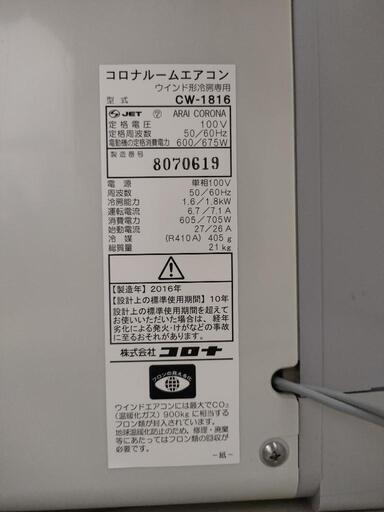 コロナルームエアコン
ウインド形冷房専用
型式 CW-1816
JET ARAI CORONA
定格電圧 100V
定格周波数 50/60Hz
電動機の定格消費電力 600/675W
製造番号 8070619
電源 単相100V
周波数 50/60Hz
冷房能力 1.6/1.8kW
運転電流 6.7/7.1A
消費電力 605/705W
始動電流 27/26A
冷媒 (R410A) 405g
総質量 21kg
【製造年】2016年
【設計上の標準使用期間】10年
設計上の標準使用期間を超えて
お使いいただいた場合は、経年
劣化による発火・けがなどの事故
に至るおそれがあります。
株式会社 コロナ
フロンの見える化
ウインドエアコンには最大でCO₂
(温暖化ガス) 900kgに相当する
フロン類が封入されています。
地球温暖化防止のため、修理・廃棄
等にあたってはフロン類の回収が
必要です。
-紙-